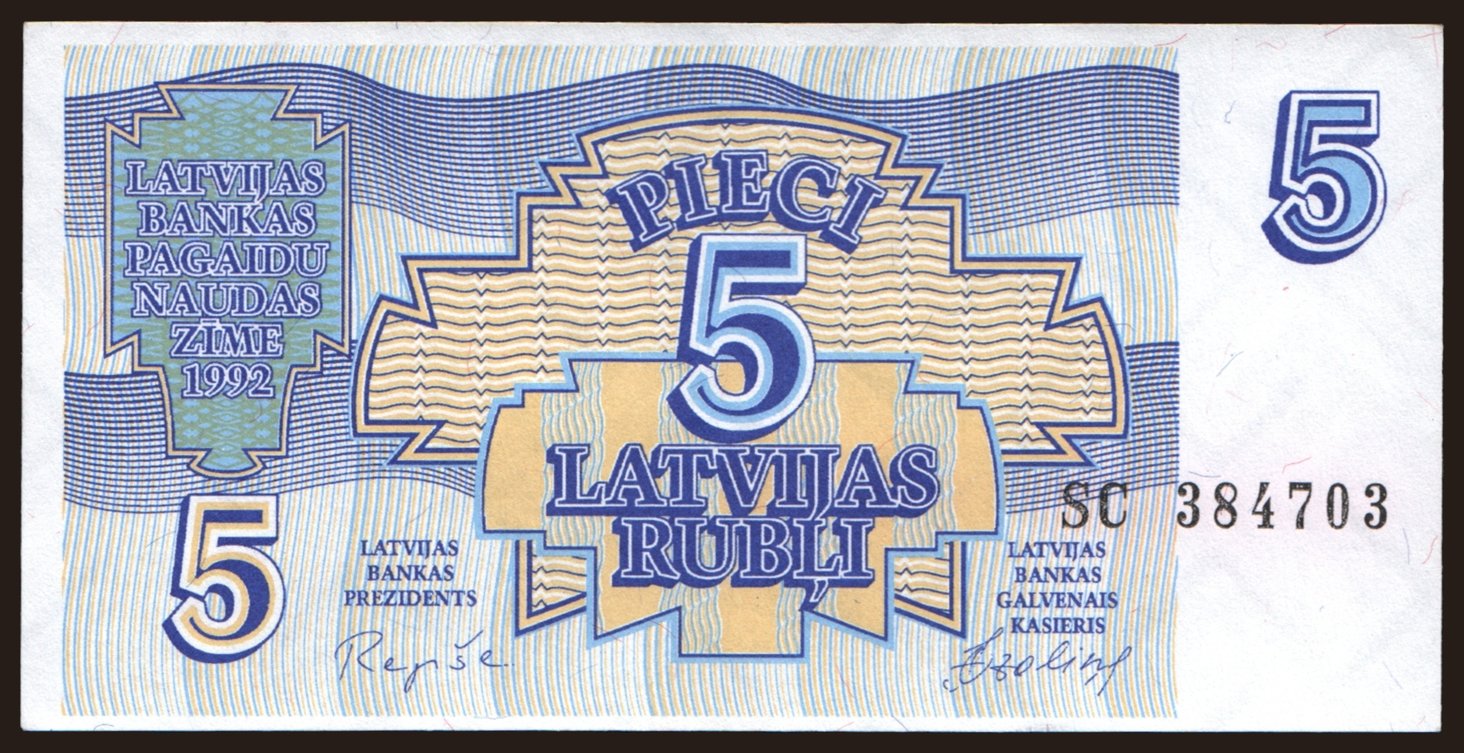 LATVIJAS
BANKAS
PAGAIDU
NAUDAS
ZĪME
1992
PIECI
5
LATVIJAS
RUBĻI
5
5
SC 384703
LATVIJAS
BANKAS
PREZIDENTS
Repše
LATVIJAS
BANKAS
GALVENAIS
KASIERIS